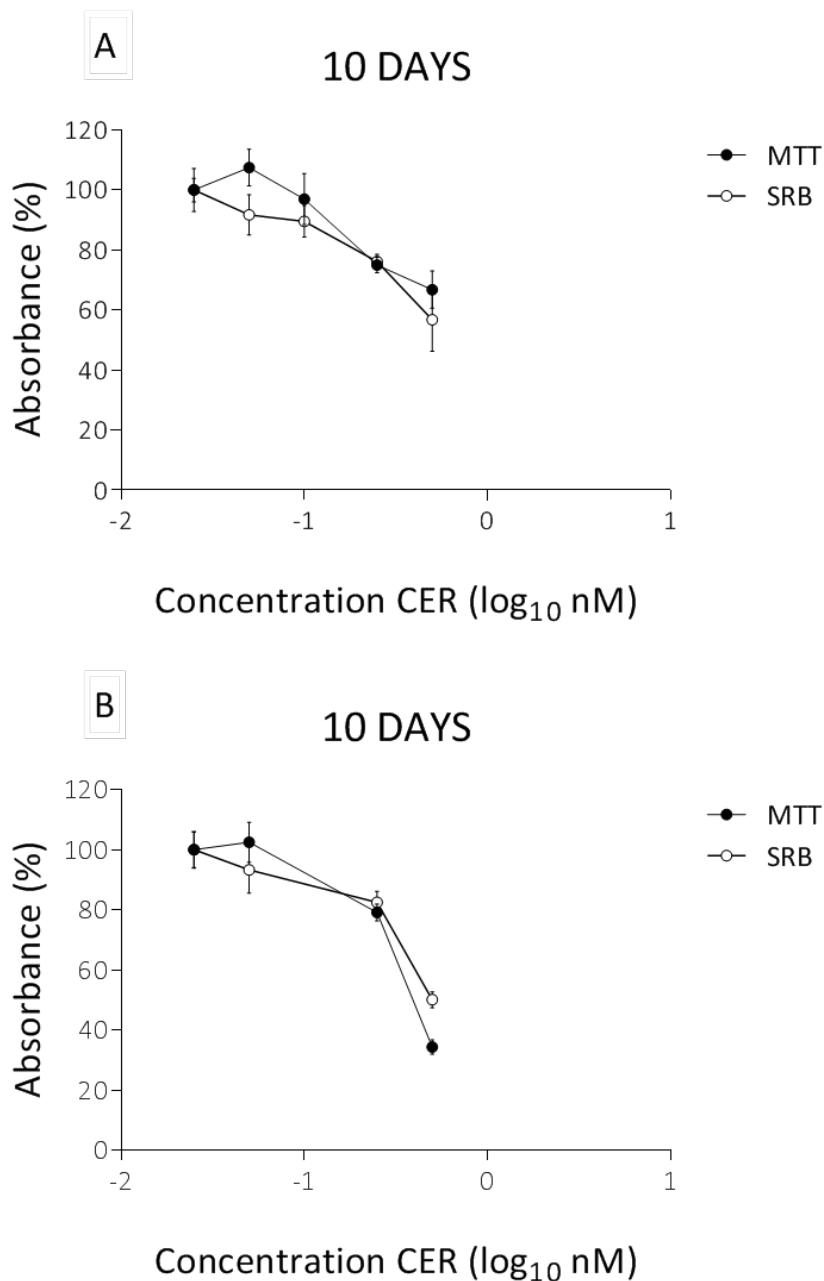 A
10 DAYS
120
100
80
60
40
20
0
Absorbance (%)
-2 -1 0 1
Concentration CER (log10 nM)
MTT
SRB
B
10 DAYS
120
100
80
60
40
20
0
Absorbance (%)
-2 -1 0 1
Concentration CER (log10 nM)
MTT
SRB